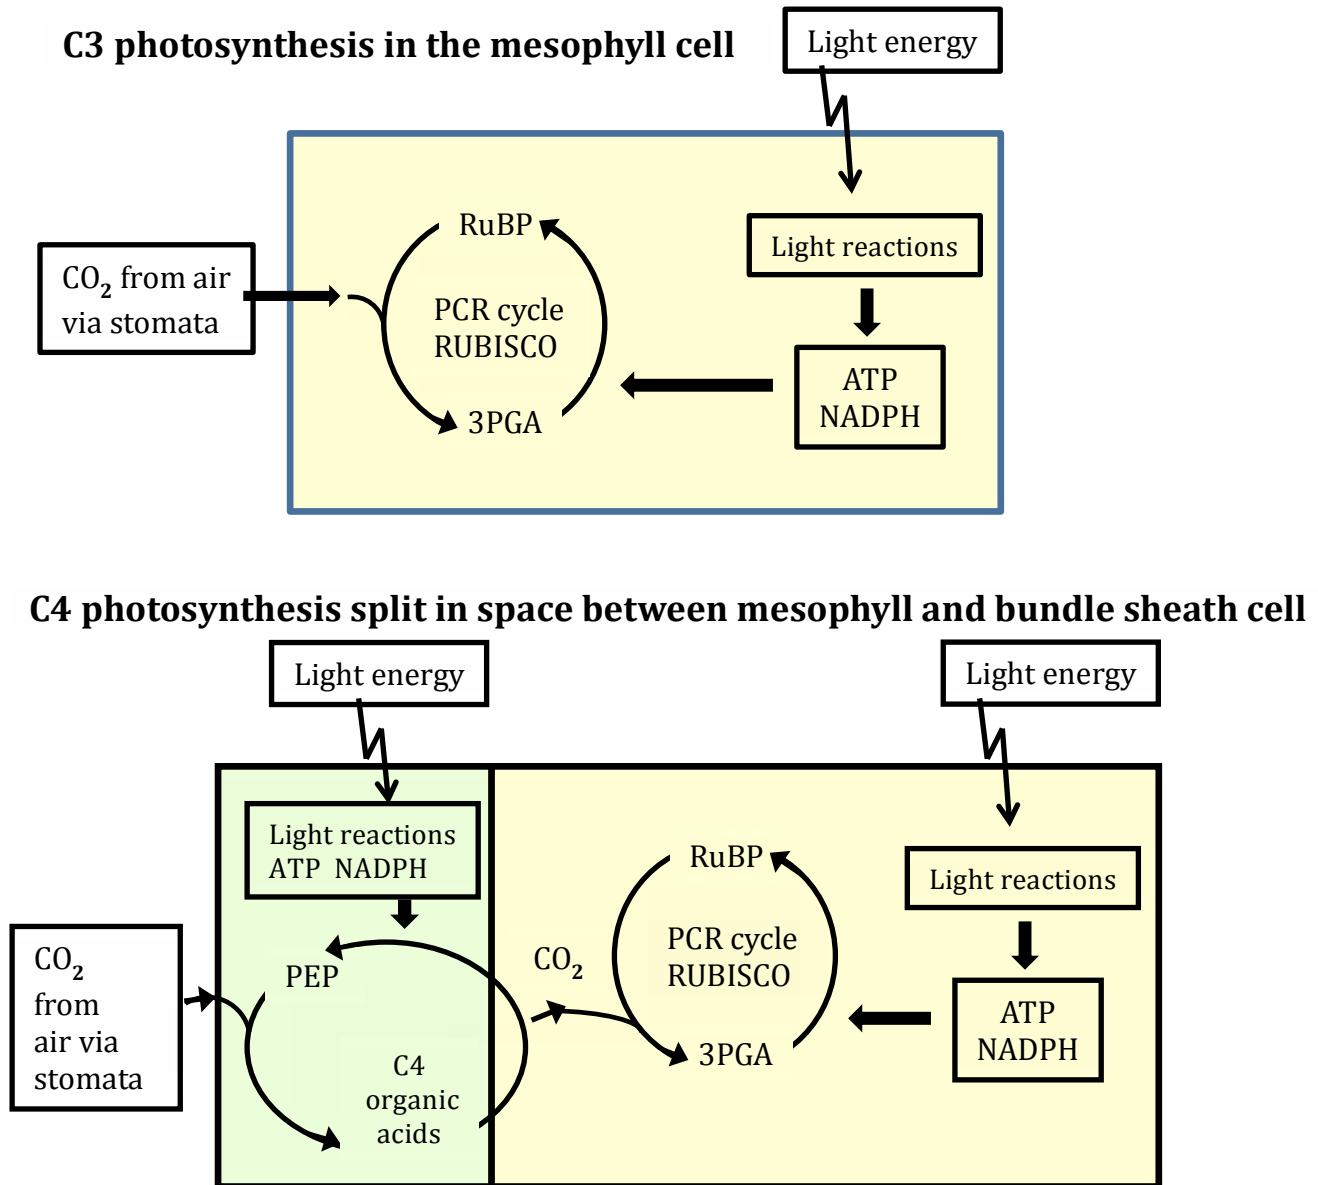 C3 photosynthesis in the mesophyll cell
Light energy
RuBP
Light reactions
CO₂ from air
via stomata
PCR cycle
RUBISCO
ATP
NADPH
3PGA
C4 photosynthesis split in space between mesophyll and bundle sheath cell
Light energy
Light energy
Light reactions
ATP NADPH
RuBP
Light reactions
CO₂
from
air via
stomata
PEP
CO₂
PCR cycle
RUBISCO
ATP
NADPH
3PGA
C4
organic
acids